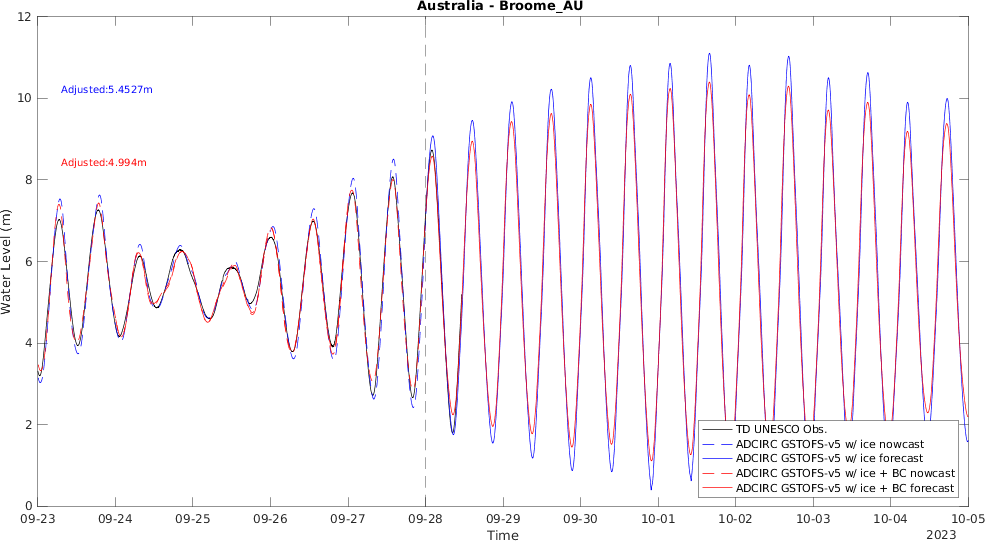 Australia - Broome_AU
Water Level (m)
12
10
8
6
4
2
0
Adjusted:5.4527m
Adjusted:4.994m
TD UNESCO Obs.
ADCIRC GSTOFS-v5 w/ ice nowcast
ADCIRC GSTOFS-v5 w/ ice forecast
ADCIRC GSTOFS-v5 w/ ice + BC nowcast
ADCIRC GSTOFS-v5 w/ ice + BC forecast
09-23 09-24 09-25 09-26 09-27 09-28 09-29 09-30 10-01 10-02 10-03 10-04 10-05
Time
2023